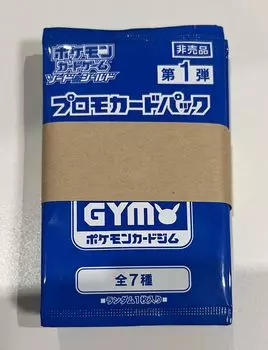 ポケモン
カードゲーム
ソード&シールド
非売品
第1弾
プロモカードパック
GYM
ポケモンカードジム
全7種
ランダム1枚入り